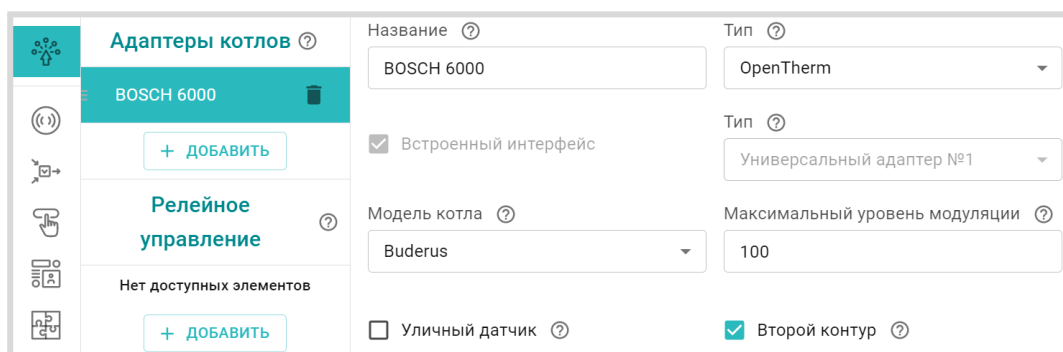 Адаптеры котлов
BOSCH 6000
+ ДОБАВИТЬ
Релейное
управление
Нет доступных элементов
+ ДОБАВИТЬ
Название
BOSCH 6000
Тип
OpenTherm
Встроенный интерфейс
Тип
Универсальный адаптер №1
Модель котла
Buderus
Максимальный уровень модуляции
100
Уличный датчик
Второй контур